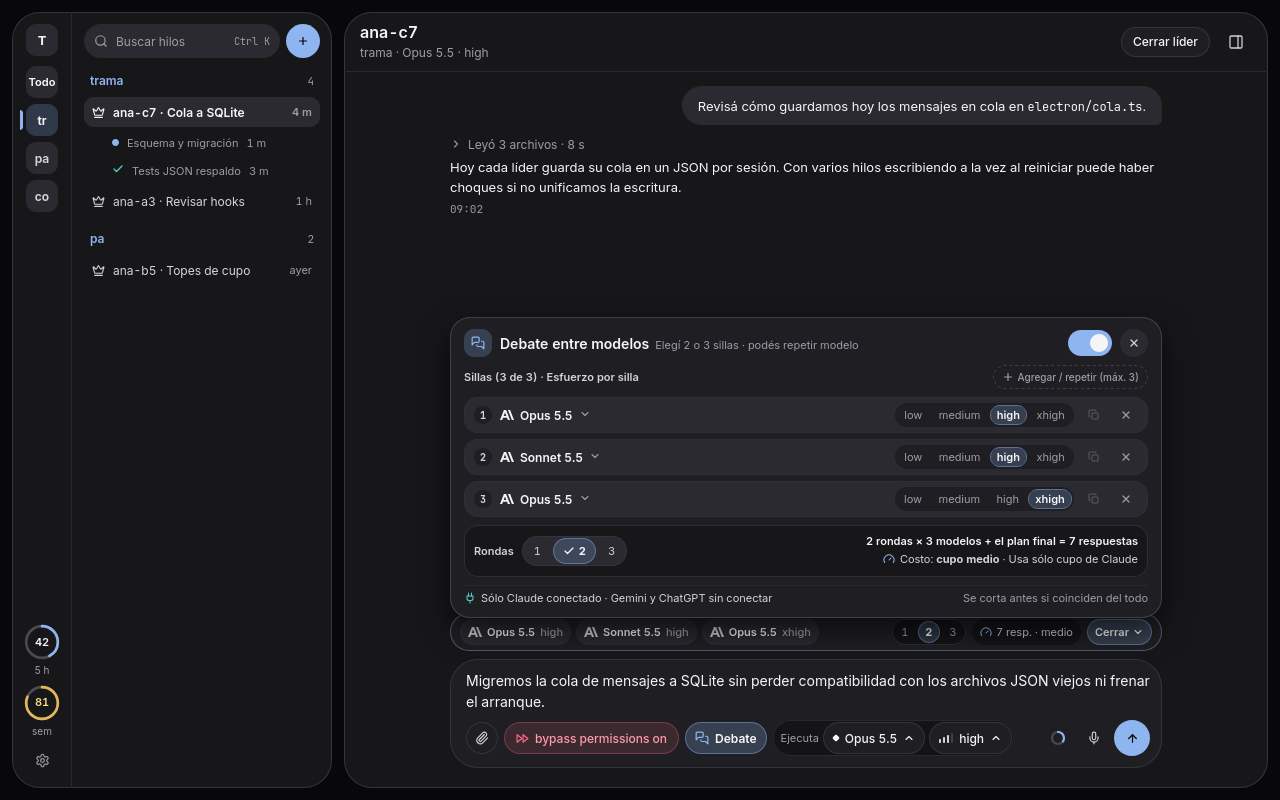 T
Todo
tr
pa
co
42
5 h
81
sem
Buscar hilos Ctrl K
trama 4
ana-c7 · Cola a SQLite 4 m
Esquema y migración 1 m
Tests JSON respaldo 3 m
ana-a3 · Revisar hooks 1 h
pa 2
ana-b5 · Topes de cupo ayer
ana-c7
trama · Opus 5.5 · high
Cerrar líder
Revisá cómo guardamos hoy los mensajes en cola en electron/cola.ts.
Leyó 3 archivos · 8 s
Hoy cada líder guarda su cola en un JSON por sesión. Con varios hilos escribiendo a la vez al reiniciar puede haber
choques si no unificamos la escritura.
09:02
Debate entre modelos Elegí 2 o 3 sillas · podés repetir modelo
Sillas (3 de 3) · Esfuerzo por silla
Agregar / repetir (máx. 3)
1 Opus 5.5 low medium high xhigh
2 Sonnet 5.5 low medium high xhigh
3 Opus 5.5 low medium high xhigh
Rondas 1 2 3
2 rondas × 3 modelos + el plan final = 7 respuestas
Costo: cupo medio · Usa sólo cupo de Claude
Sólo Claude conectado · Gemini y ChatGPT sin conectar
Se corta antes si coinciden del todo
Opus 5.5 high Sonnet 5.5 high Opus 5.5 xhigh 1 2 3 7 resp. · medio Cerrar
Migremos la cola de mensajes a SQLite sin perder compatibilidad con los archivos JSON viejos ni frenar
el arranque.
bypass permissions on Debate Ejecuta Opus 5.5 high